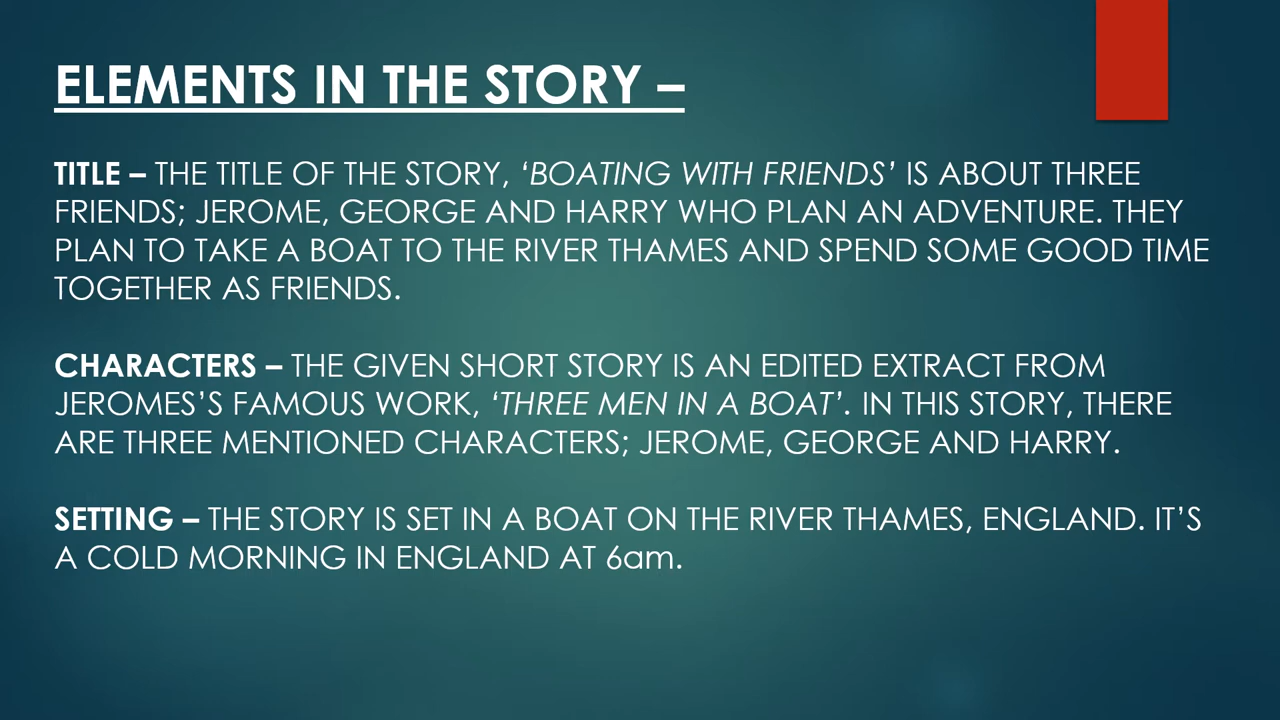 ELEMENTS IN THE STORY –
TITLE – THE TITLE OF THE STORY, ‘BOATING WITH FRIENDS’ IS ABOUT THREE
FRIENDS; JEROME, GEORGE AND HARRY WHO PLAN AN ADVENTURE. THEY
PLAN TO TAKE A BOAT TO THE RIVER THAMES AND SPEND SOME GOOD TIME
TOGETHER AS FRIENDS.
CHARACTERS – THE GIVEN SHORT STORY IS AN EDITED EXTRACT FROM
JEROMES’S FAMOUS WORK, ‘THREE MEN IN A BOAT’. IN THIS STORY, THERE
ARE THREE MENTIONED CHARACTERS; JEROME, GEORGE AND HARRY.
SETTING – THE STORY IS SET IN A BOAT ON THE RIVER THAMES, ENGLAND. IT’S
A COLD MORNING IN ENGLAND AT 6am.